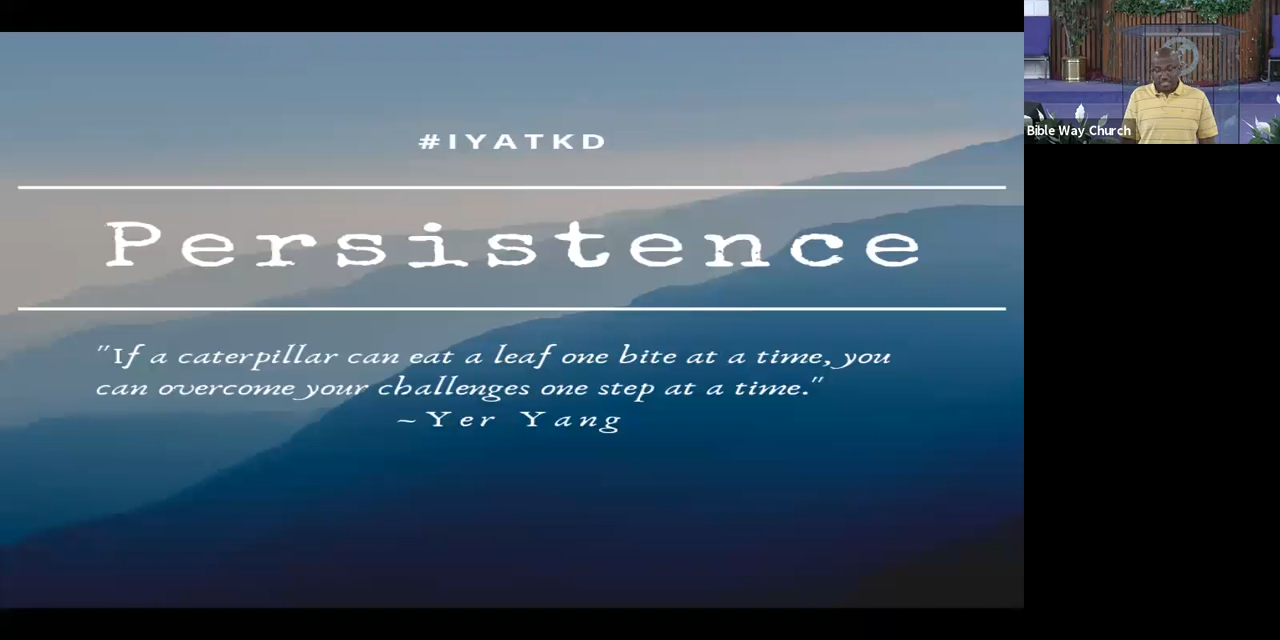 #IYATKD
Persistence
"If a caterpillar can eat a leaf one bite at a time, you
can overcome your challenges one step at a time."
~Yer Yang
Bible Way Church